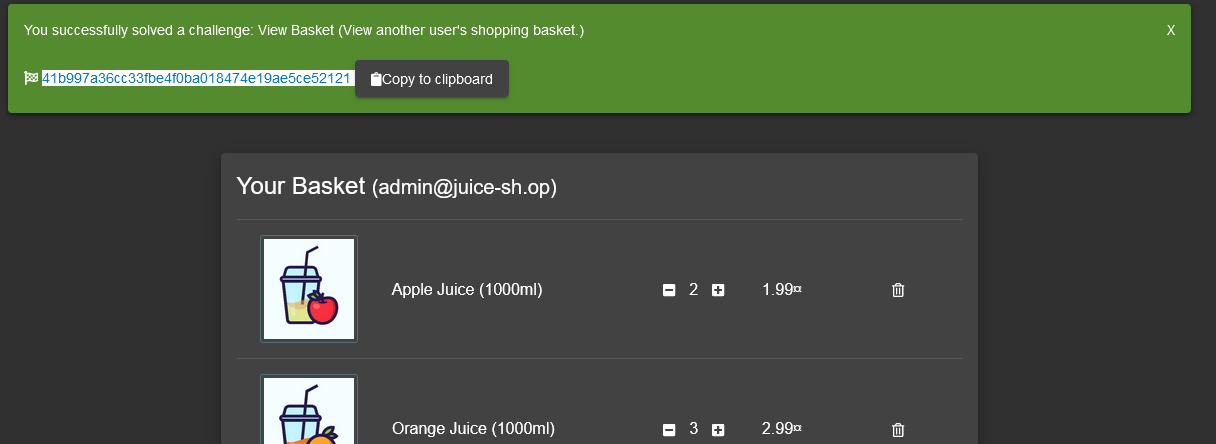 You successfully solved a challenge: View Basket (View another user's shopping basket.)
X
41b997a36cc33fbe4f0ba018474e19ae5ce52121
Copy to clipboard
Your Basket (admin@juice-sh.op)
Apple Juice (1000ml) 2 1.99¤
Orange Juice (1000ml) 3 2.99¤